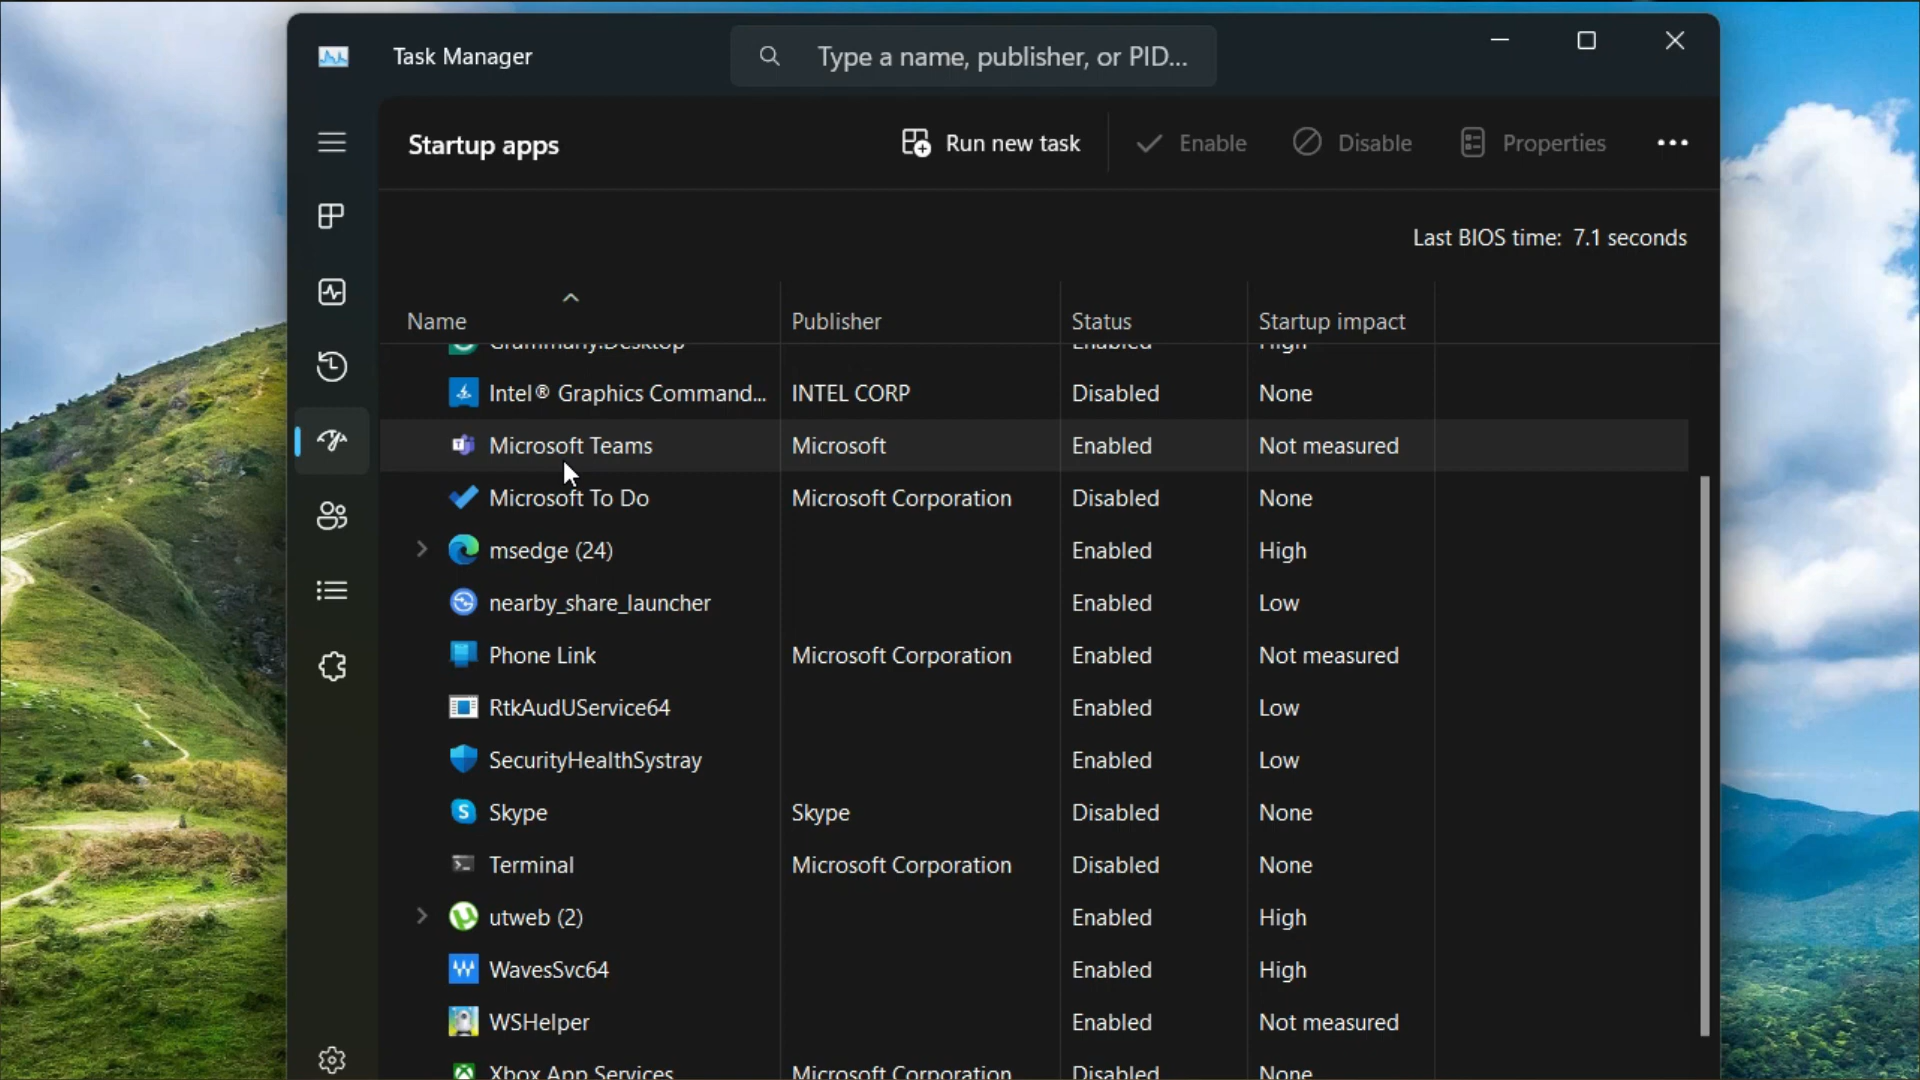 Task Manager
Type a name, publisher, or PID...
Startup apps
Run new task
Enable
Disable
Properties
Last BIOS time: 7.1 seconds
Name Publisher Status Startup impact
Enabled High
Intel® Graphics Command... INTEL CORP Disabled None
Microsoft Teams Microsoft Enabled Not measured
Microsoft To Do Microsoft Corporation Disabled None
msedge (24) Enabled High
nearby_share_launcher Enabled Low
Phone Link Microsoft Corporation Enabled Not measured
RtkAudUService64 Enabled Low
SecurityHealthSystray Enabled Low
Skype Skype Disabled None
Terminal Microsoft Corporation Disabled None
utweb (2) Enabled High
WavesSvc64 Enabled High
WSHelper Enabled Not measured
Xbox App Services Microsoft Corporation Disabled None